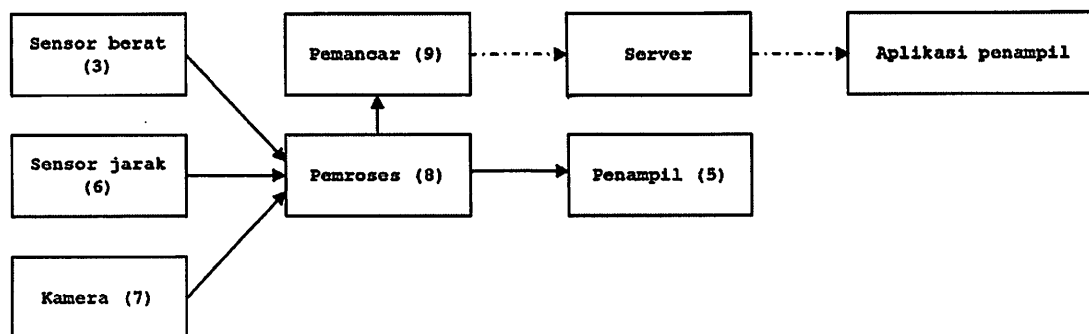 Sensor berat
(3)
Pemancar (9)
Server
Aplikasi penampil
Sensor jarak
(6)
Pemroses (8)
Penampil (5)
Kamera (7)